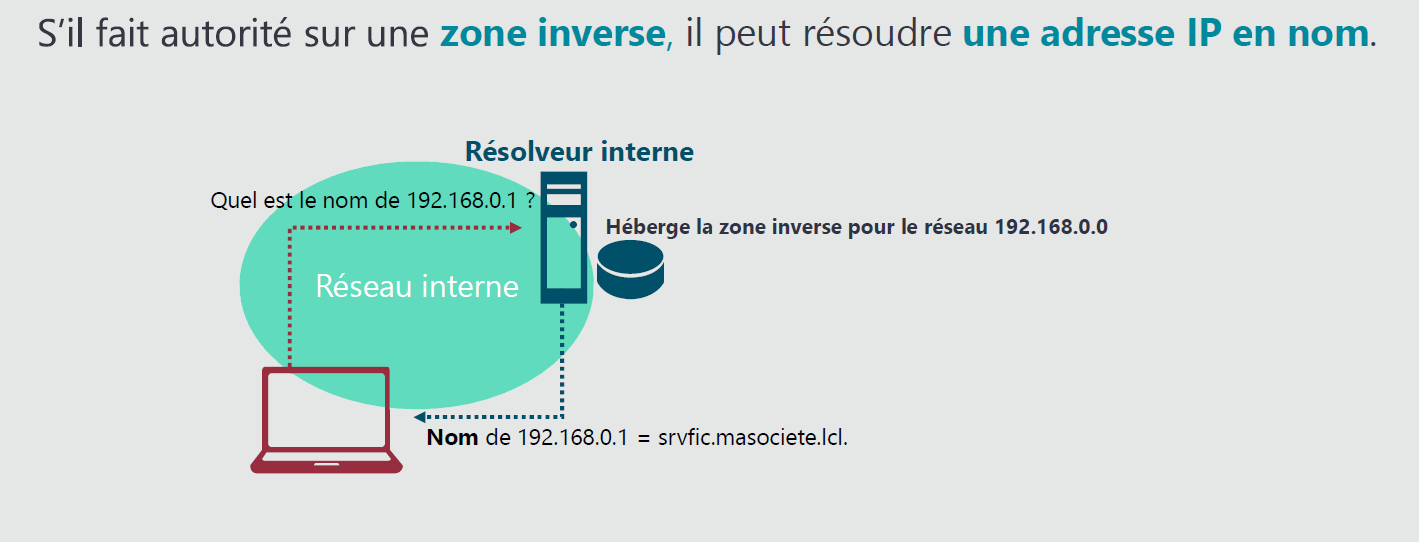 S’il fait autorité sur une zone inverse, il peut résoudre une adresse IP en nom.
Résolveur interne
Quel est le nom de 192.168.0.1 ?
Héberge la zone inverse pour le réseau 192.168.0.0
Réseau interne
Nom de 192.168.0.1 = srvfic.masociete.lcl.